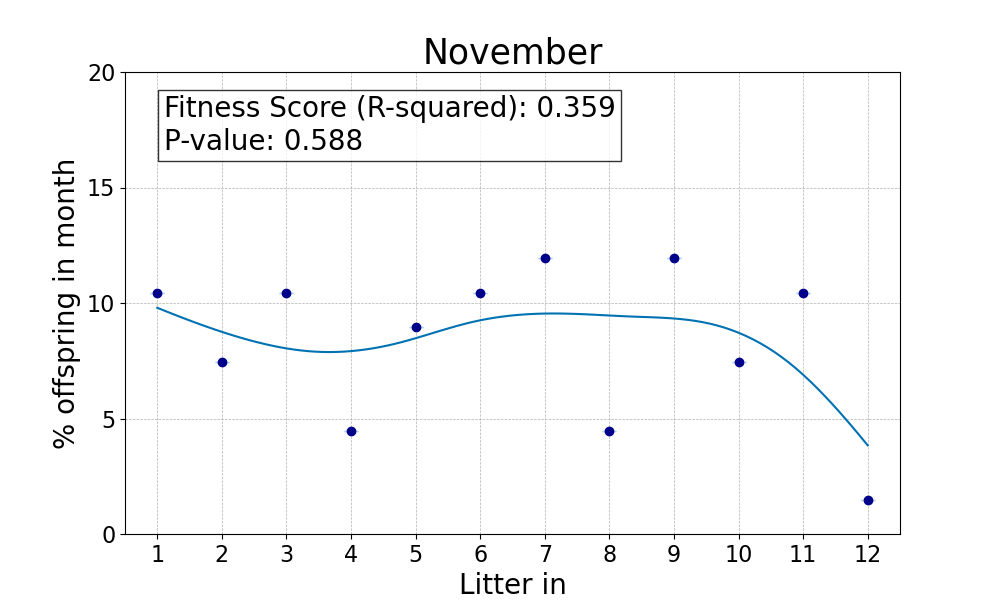 November
Fitness Score (R-squared): 0.359
P-value: 0.588
% offspring in month
20
15
10
5
0
1 2 3 4 5 6 7 8 9 10 11 12
Litter in